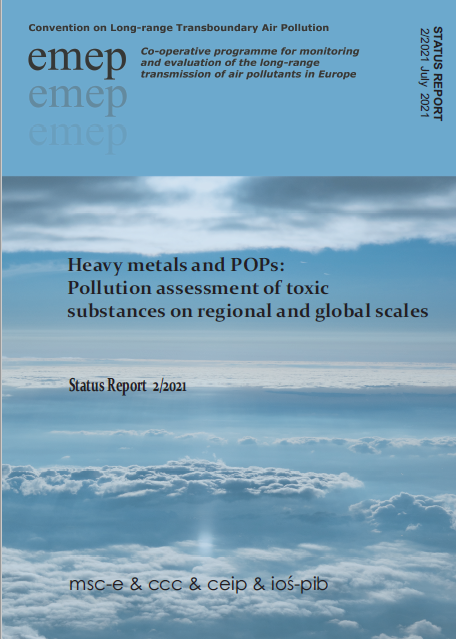 Convention on Long-range Transboundary Air Pollution
emep
emep
emep
Co-operative programme for monitoring
and evaluation of the long-range
transmission of air pollutants in Europe
STATUS REPORT
2/2021 July 2021
Heavy metals and POPs:
Pollution assessment of toxic
substances on regional and global scales
Status Report 2/2021
msc-e & ccc & ceip & ioś-pib